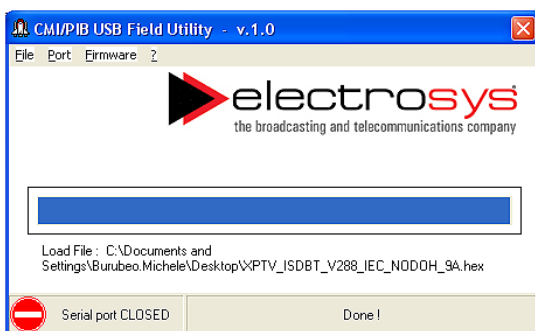 CMI/PIB USB Field Utility - v.1.0
File Port Firmware ?
electrosys
the broadcasting and telecommunications company
Load File : C:\Documents and
Settings\Burubeo.Michele\Desktop\XPTV_ISDBT_V288_IEC_NODOH_9A.hex
Serial port CLOSED Done !